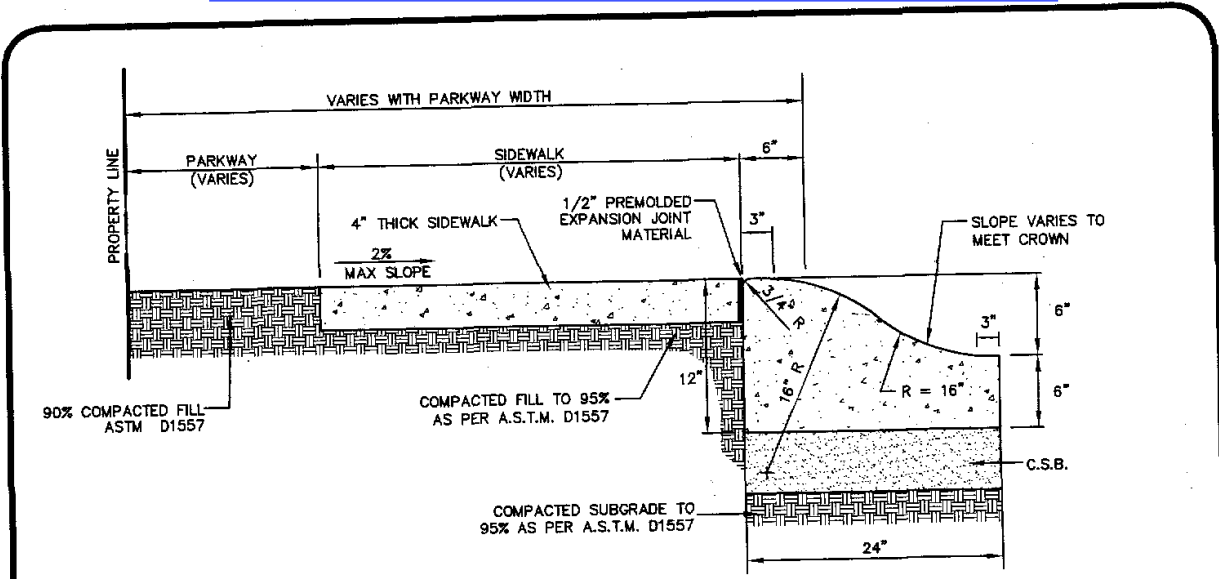 VARIES WITH PARKWAY WIDTH
PROPERTY LINE
PARKWAY
(VARIES)
SIDEWALK
(VARIES)
6"
1/2" PREMOLDED
EXPANSION JOINT
MATERIAL
3"
4" THICK SIDEWALK
SLOPE VARIES TO
MEET CROWN
2%
MAX SLOPE
3/4" R
16" R
3"
6"
12"
R = 16"
6"
90% COMPACTED FILL
ASTM D1557
COMPACTED FILL TO 95%
AS PER A.S.T.M. D1557
C.S.B.
COMPACTED SUBGRADE TO
95% AS PER A.S.T.M. D1557
24"